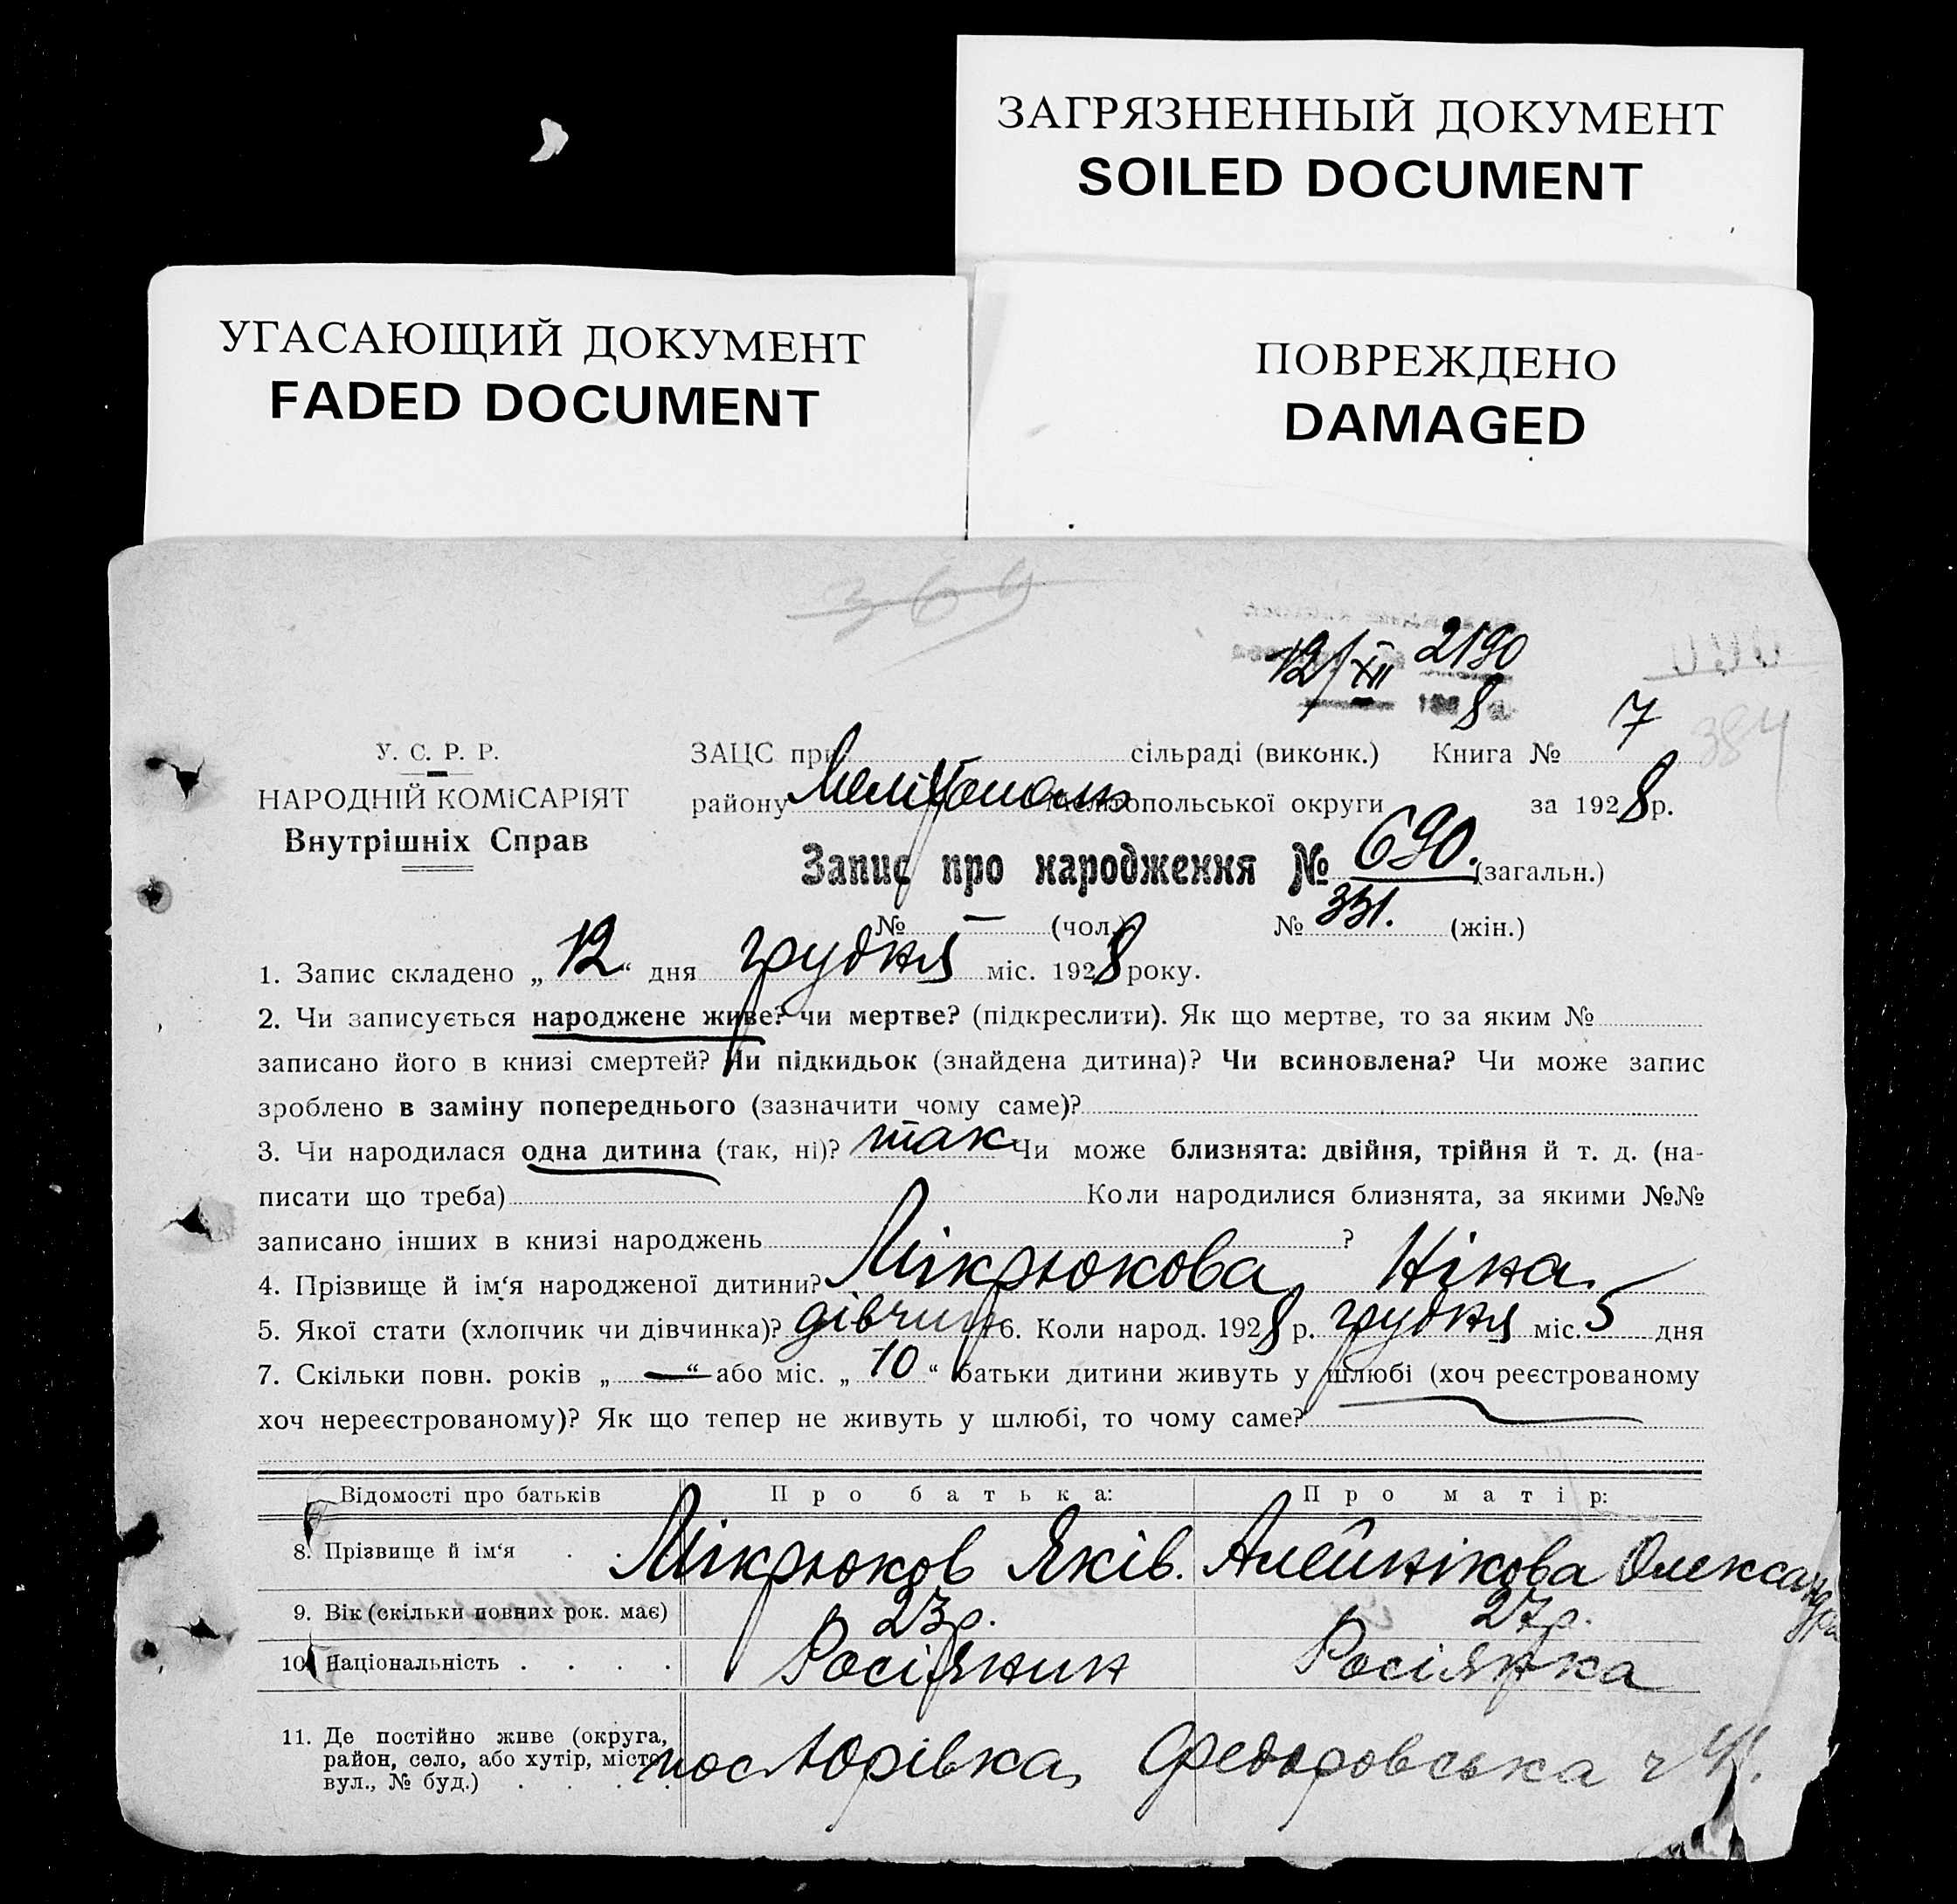 ЗАГРЯЗНЕННЫЙ ДОКУМЕНТ
SOILED DOCUMENT
УГАСАЮЩИЙ ДОКУМЕНТ
FADED DOCUMENT
ПОВРЕЖДЕНО
DAMAGED
369
12/XII 2190
8
7
384
У. С. Р. Р.
НАРОДНІЙ КОМІСАРІЯТ
Внутрішніх Справ
ЗАЦС при сільраді (виконк.) Книга №
району Мелітополь Мелітопольської округи за 1928 р.
Запис про народження № 690. (загальн.)
№ — (чол.) № 331. (жін.)
1. Запис складено „12“ дня грудня міс. 1928 року.
2. Чи записується народжене живе? чи мертве? (підкреслити). Як що мертве, то за яким №
записано його в книзі смертей? Чи підкидьок (знайдена дитина)? Чи всиновлена? Чи може запис
зроблено в заміну попереднього (зазначити чому саме)?
3. Чи народилася одна дитина (так, ні)? так Чи може близнята: двійня, трійня й т. д. (на-
писати що треба) Коли народилися близнята, за якими №№
записано інших в книзі народжень ?
4. Прізвище й ім‘я народженої дитини? Мікрюкова Ніна.
5. Якої стати (хлопчик чи дівчинка)? дівчин 6. Коли народ. 1928 р. грудня міс. 5 дня
7. Скільки повн. років „—“ або міс. „10“ батьки дитини живуть у шлюбі (хоч реєстрованому
хоч нереєстрованому)? Як що тепер не живуть у шлюбі, то чому саме?
Відомості про батьків Про батька: Про матір:
8. Прізвище й ім‘я Мікрюков Яків. Алейнікова Олександра
9. Вік (скільки повних рок. має) 23 р. 27 р.
10. Національність Росіянин Росіянка
11. Де постійно живе (округа,
район, село, або хутір, місто,
вул., № буд.)
пос Юрівка, Федоровська ч 41.